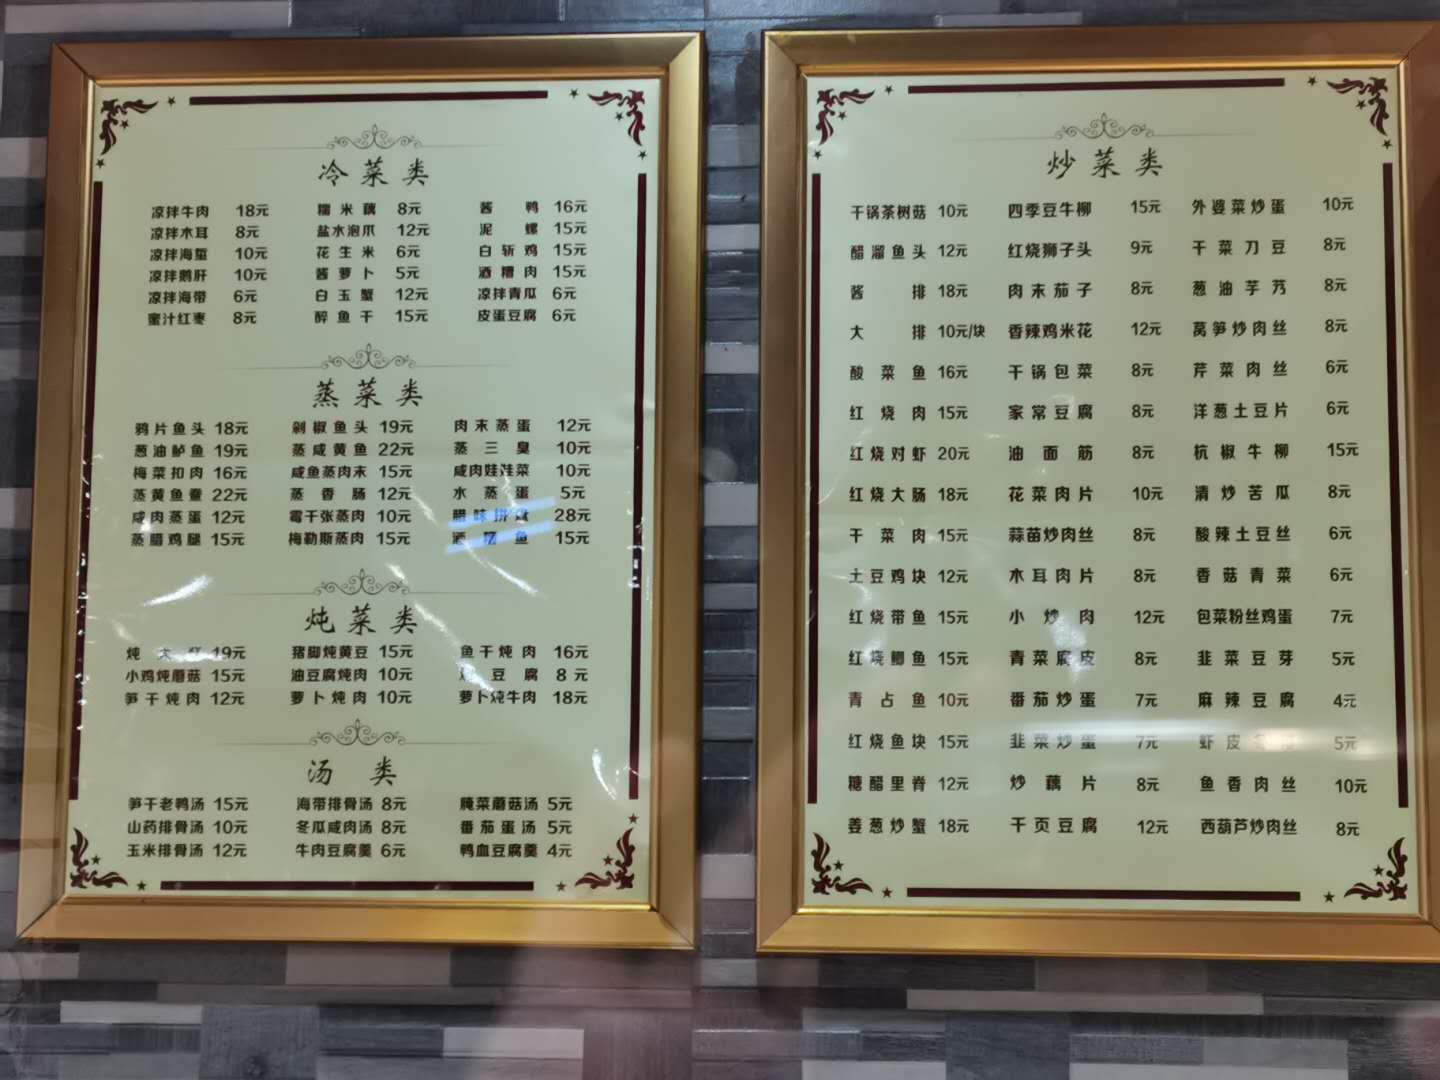 冷菜类
凉拌牛肉 18元 糯米藕 8元 酱鸭 16元
凉拌木耳 8元 盐水泡爪 12元 泥螺 15元
凉拌海蜇 10元 花生米 6元 白斩鸡 15元
凉拌鹅肝 10元 酱萝卜 5元 酒糟肉 15元
凉拌海带 6元 白玉蟹 12元 凉拌青瓜 6元
蜜汁红枣 8元 醉鱼干 15元 皮蛋豆腐 6元
蒸菜类
鸦片鱼头 18元 剁椒鱼头 19元 肉末蒸蛋 12元
葱油鲈鱼 19元 蒸咸黄鱼 22元 蒸三臭 10元
梅菜扣肉 16元 咸鱼蒸肉末 15元 咸肉娃娃菜 10元
蒸黄鱼鲞 22元 蒸香肠 12元 水蒸蛋 5元
咸肉蒸蛋 12元 霉干张蒸肉 10元 腊味拼盘 28元
蒸腊鸡腿 15元 梅勒斯蒸肉 15元 酒鱼 15元
炖菜类
炖 19元 猪脚炖黄豆 15元 鱼干炖肉 16元
小鸡炖蘑菇 15元 油豆腐炖肉 10元 豆腐 8元
笋干炖肉 12元 萝卜炖肉 10元 萝卜炖牛肉 18元
汤类
笋干老鸭汤 15元 海带排骨汤 8元 腌菜蘑菇汤 5元
山药排骨汤 10元 冬瓜咸肉汤 8元 番茄蛋汤 5元
玉米排骨汤 12元 牛肉豆腐羹 6元 鸭血豆腐羹 4元
炒菜类
干锅茶树菇 10元 四季豆牛柳 15元 外婆菜炒蛋 10元
醋溜鱼头 12元 红烧狮子头 9元 干菜刀豆 8元
酱排 18元 肉末茄子 8元 葱油芋艿 8元
大排 10元/块 香辣鸡米花 12元 莴笋炒肉丝 8元
酸菜鱼 16元 干锅包菜 8元 芹菜肉丝 6元
红烧肉 15元 家常豆腐 8元 洋葱土豆片 6元
红烧对虾 20元 油面筋 8元 杭椒牛柳 15元
红烧大肠 18元 花菜肉片 10元 清炒苦瓜 8元
干菜肉 15元 蒜苗炒肉丝 8元 酸辣土豆丝 6元
土豆鸡块 12元 木耳肉片 8元 香菇青菜 6元
红烧带鱼 15元 小炒肉 12元 包菜粉丝鸡蛋 7元
红烧鲫鱼 15元 青菜腐皮 8元 韭菜豆芽 5元
青占鱼 10元 番茄炒蛋 7元 麻辣豆腐 4元
红烧鱼块 15元 韭菜炒蛋 7元 虾皮 5元
糖醋里脊 12元 炒藕片 8元 鱼香肉丝 10元
姜葱炒蟹 18元 干页豆腐 12元 西葫芦炒肉丝 8元